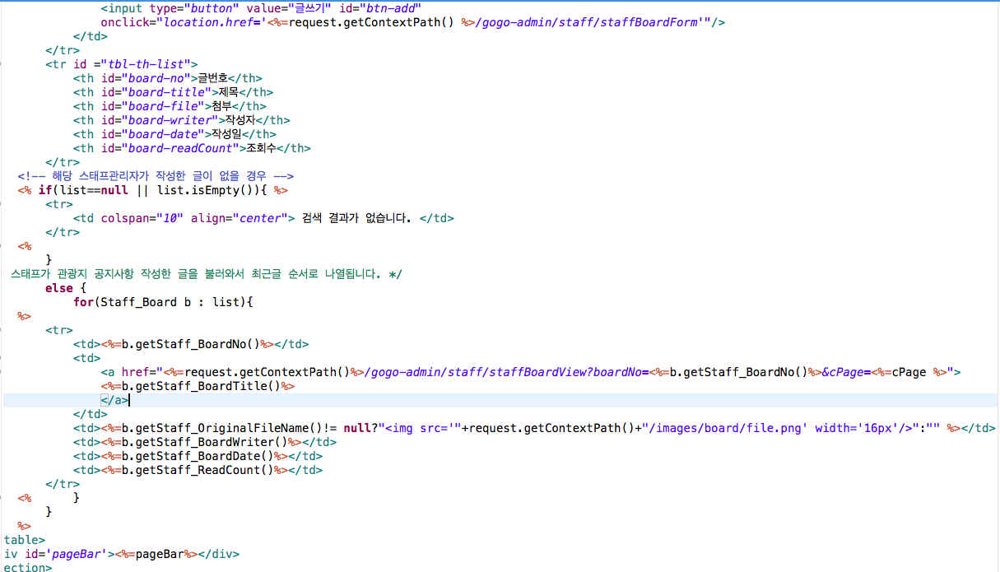 <input type="button" value="글쓰기" id="btn-add"
onclick="location.href='<%=request.getContextPath() %>/gogo-admin/staff/staffBoardForm'"/>
</td>
</tr>
<tr id ="tbl-th-list">
<th id="board-no">글번호</th>
<th id="board-title">제목</th>
<th id="board-file">첨부</th>
<th id="board-writer">작성자</th>
<th id="board-date">작성일</th>
<th id="board-readCount">조회수</th>
</tr>
<!-- 해당 스태프관리자가 작성한 글이 없을 경우 -->
<% if(list==null || list.isEmpty()){ %>
<tr>
<td colspan="10" align="center"> 검색 결과가 없습니다. </td>
</tr>
<%
}
스태프가 관광지 공지사항 작성한 글을 불러와서 최근글 순서로 나열됩니다. */
else {
for(Staff_Board b : list){
%>
<tr>
<td><%=b.getStaff_BoardNo()%></td>
<td>
<a href="<%=request.getContextPath()%>/gogo-admin/staff/staffBoardView?boardNo=<%=b.getStaff_BoardNo()%>&cPage=<%=cPage %>">
<%=b.getStaff_BoardTitle()%>
</a>
</td>
<td><%=b.getStaff_OriginalFileName()!= null?"<img src='"+request.getContextPath()+"/images/board/file.png' width='16px'/>":"" %></td>
<td><%=b.getStaff_BoardWriter()%></td>
<td><%=b.getStaff_BoardDate()%></td>
<td><%=b.getStaff_ReadCount()%></td>
</tr>
<% }
}
%>
table>
iv id='pageBar'><%=pageBar%></div>
ection>